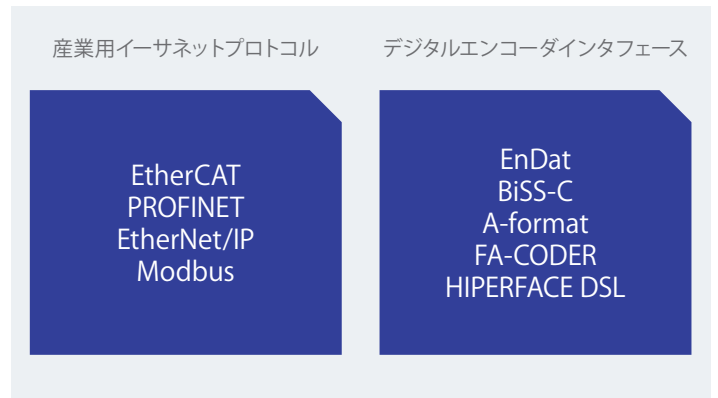 産業用イーサネットプロトコル
EtherCAT
PROFINET
EtherNet/IP
Modbus
デジタルエンコーダインタフェース
EnDat
BiSS-C
A-format
FA-CODER
HIPERFACE DSL